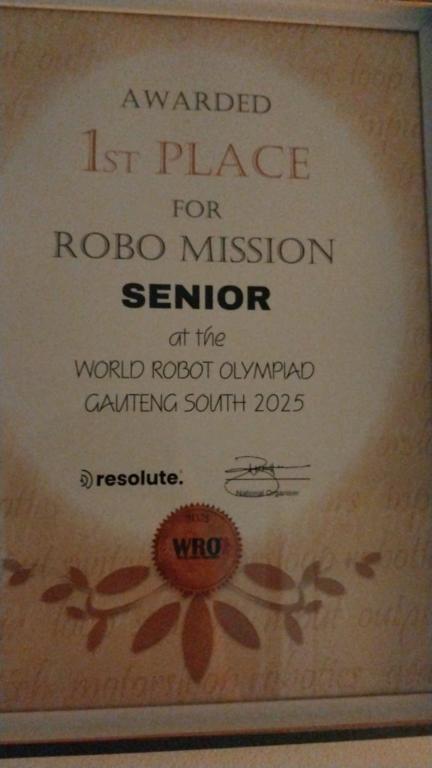 AWARDED
1ST PLACE
FOR
ROBO MISSION
SENIOR
at the
WORLD ROBOT OLYMPIAD
GAUTENG SOUTH 2025
resolute.
National Organiser
WRO